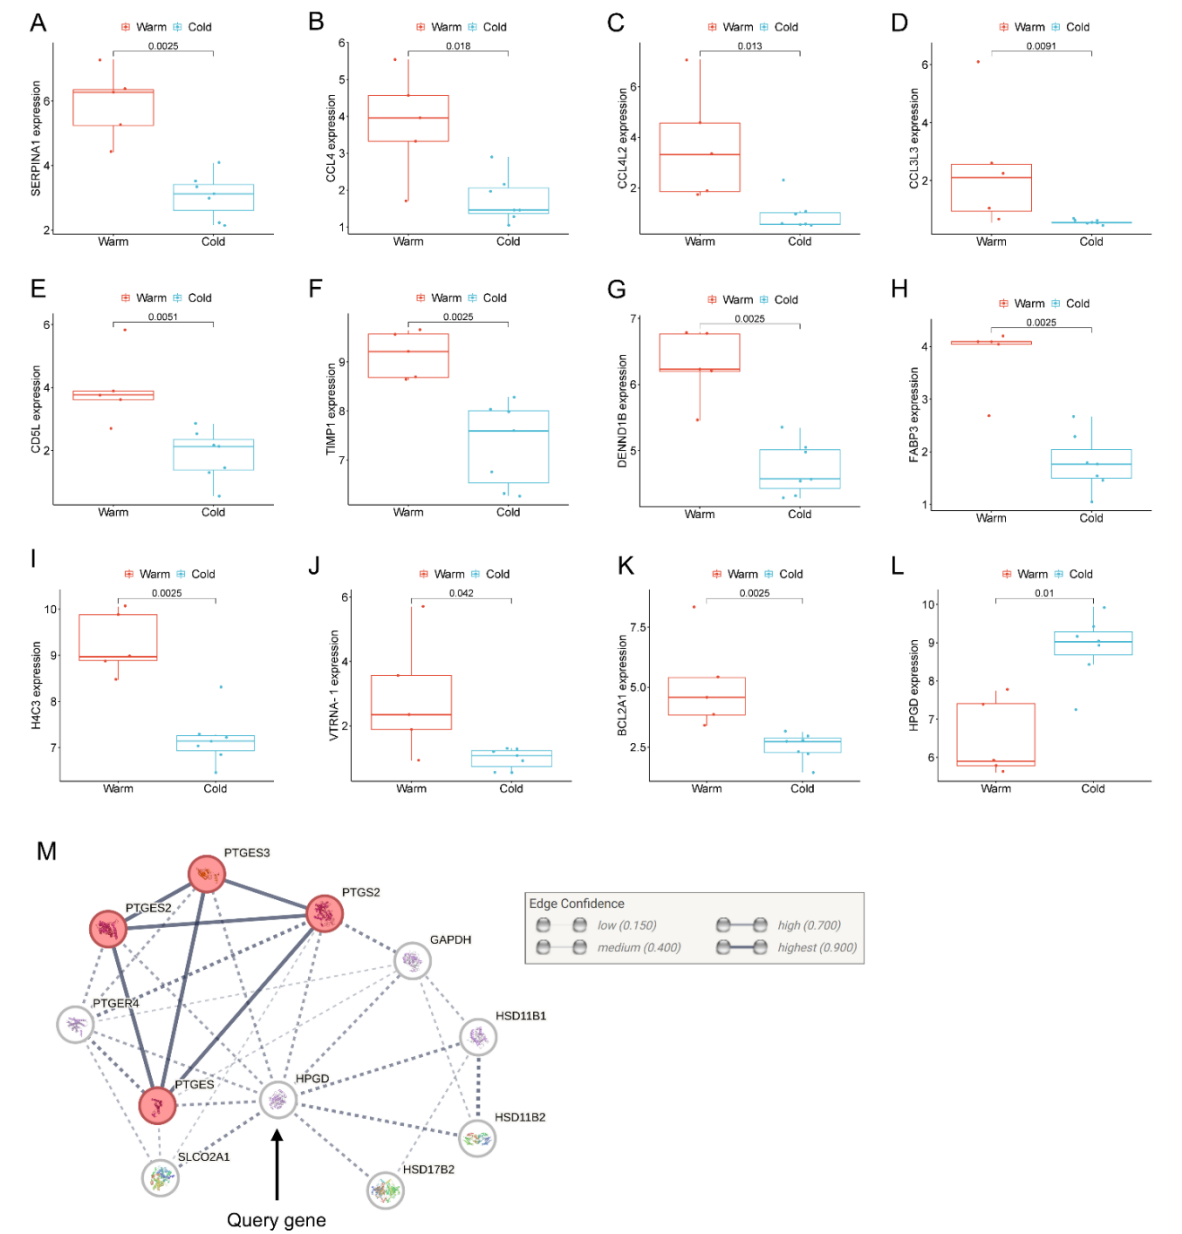 A
Warm Cold
0.0025
SERPINA1 expression
6
4
2
Warm Cold
B
Warm Cold
0.018
CCL4 expression
6
5
4
3
2
1
Warm Cold
C
Warm Cold
0.013
CCL4L2 expression
6
4
2
Warm Cold
D
Warm Cold
0.0091
CCL3L3 expression
6
4
2
Warm Cold
E
Warm Cold
0.0051
CD5L expression
6
4
2
Warm Cold
F
Warm Cold
0.0025
TIMP1 expression
9
8
7
Warm Cold
G
Warm Cold
0.0025
DENND1B expression
7
6
5
Warm Cold
H
Warm Cold
0.0025
FABP3 expression
4
3
2
1
Warm Cold
I
Warm Cold
0.0025
H4C3 expression
10
9
8
7
Warm Cold
J
Warm Cold
0.042
VTRNA- 1 expression
6
4
2
Warm Cold
K
Warm Cold
0.0025
BCL2A1 expression
7.5
5.0
2.5
Warm Cold
L
Warm Cold
0.01
HPGD expression
10
9
8
7
6
Warm Cold
M
PTGES3
PTGS2
PTGES2
GAPDH
PTGER4
HSD11B1
PTGES
HPGD
HSD11B2
SLCO2A1
HSD17B2
Query gene
Edge Confidence
low (0.150) high (0.700)
medium (0.400) highest (0.900)